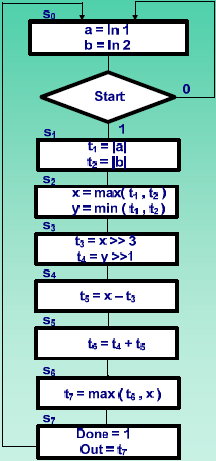 S₀
a = In 1
b = In 2
Start
0
1
S₁
t₁ = |a|
t₂ = |b|
S₂
x = max( t₁ , t₂ )
y = min ( t₁ , t₂ )
S₃
t₃ = x >> 3
t₄ = y >>1
S₄
t₅ = x – t₃
S₅
t₆ = t₄ + t₅
S₆
t₇ = max ( t₆ , x )
S₇
Done = 1
Out = t₇